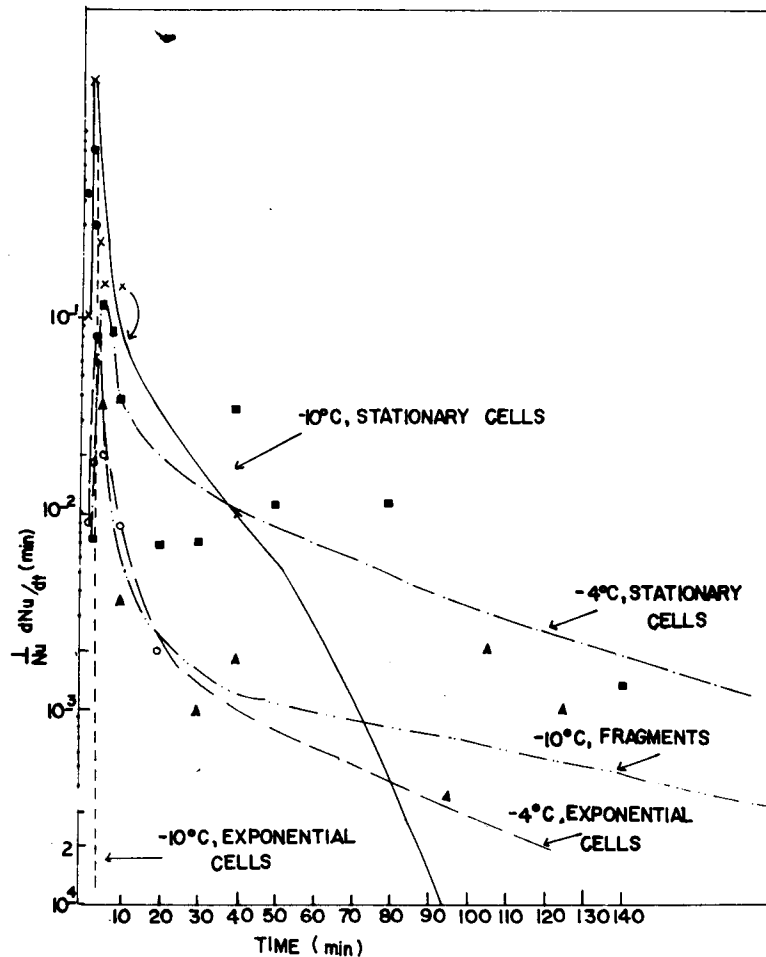 10⁻¹
-10°C, STATIONARY CELLS
10⁻²
1/Nu dNu/dt (min)
-4°C, STATIONARY
CELLS
10⁻³
-10°C, FRAGMENTS
-4°C, EXPONENTIAL
CELLS
-10°C, EXPONENTIAL
CELLS
2
10⁻⁴
10 20 30 40 50 60 70 80 90 100 110 120 130 140
TIME (min)